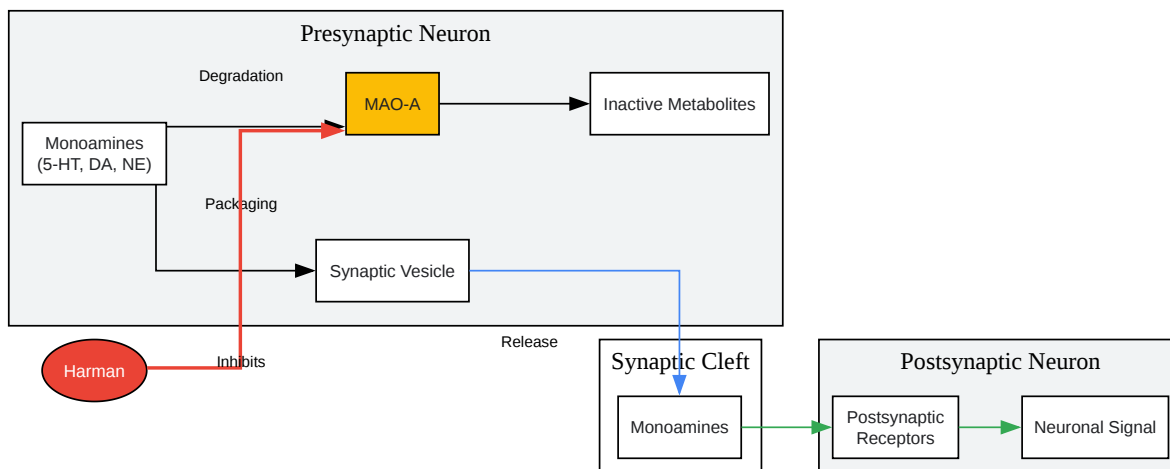 Presynaptic Neuron
Degradation
MAO-A
Inactive Metabolites
Monoamines
(5-HT, DA, NE)
Packaging
Synaptic Vesicle
Release
Harman
Inhibits
Synaptic Cleft
Monoamines
Postsynaptic Neuron
Postsynaptic
Receptors
Neuronal Signal